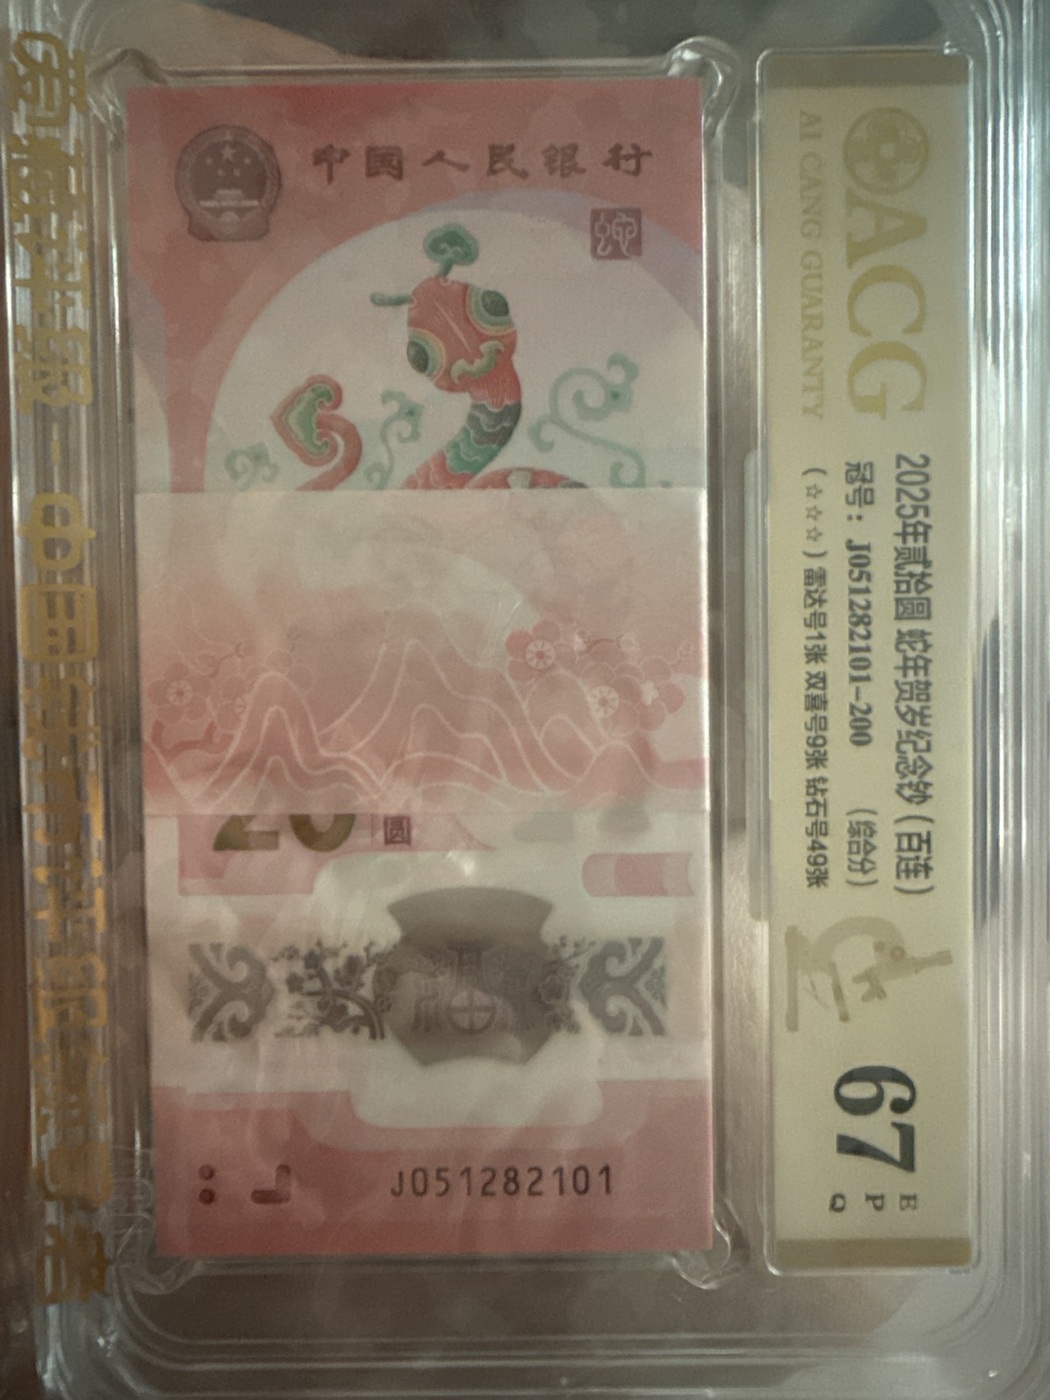 中国人民银行
蛇
20
圆
J051282101
ACG
AI CANG GUARANTY
2025年贰拾圆 蛇年贺岁纪念钞（百连）
冠号：J051282101-200 （综合分）
（☆☆☆）雷达号1张 双喜号9张 钻石号49张
67
E
P
Q